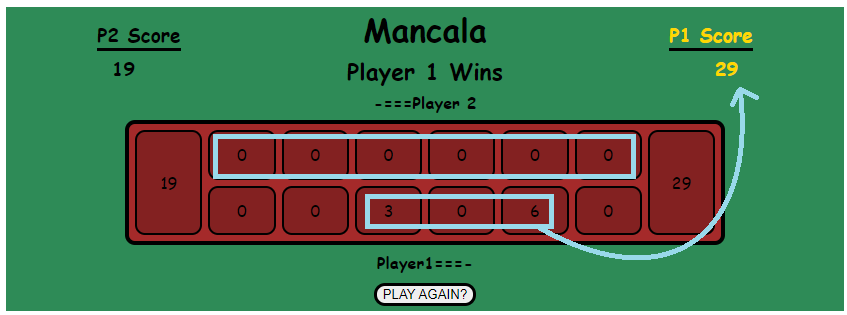 Mancala
P2 Score
19
P1 Score
29
Player 1 Wins
-===Player 2
19
0 0 0 0 0 0
29
0 0 3 0 6 0
Player1===-
PLAY AGAIN?